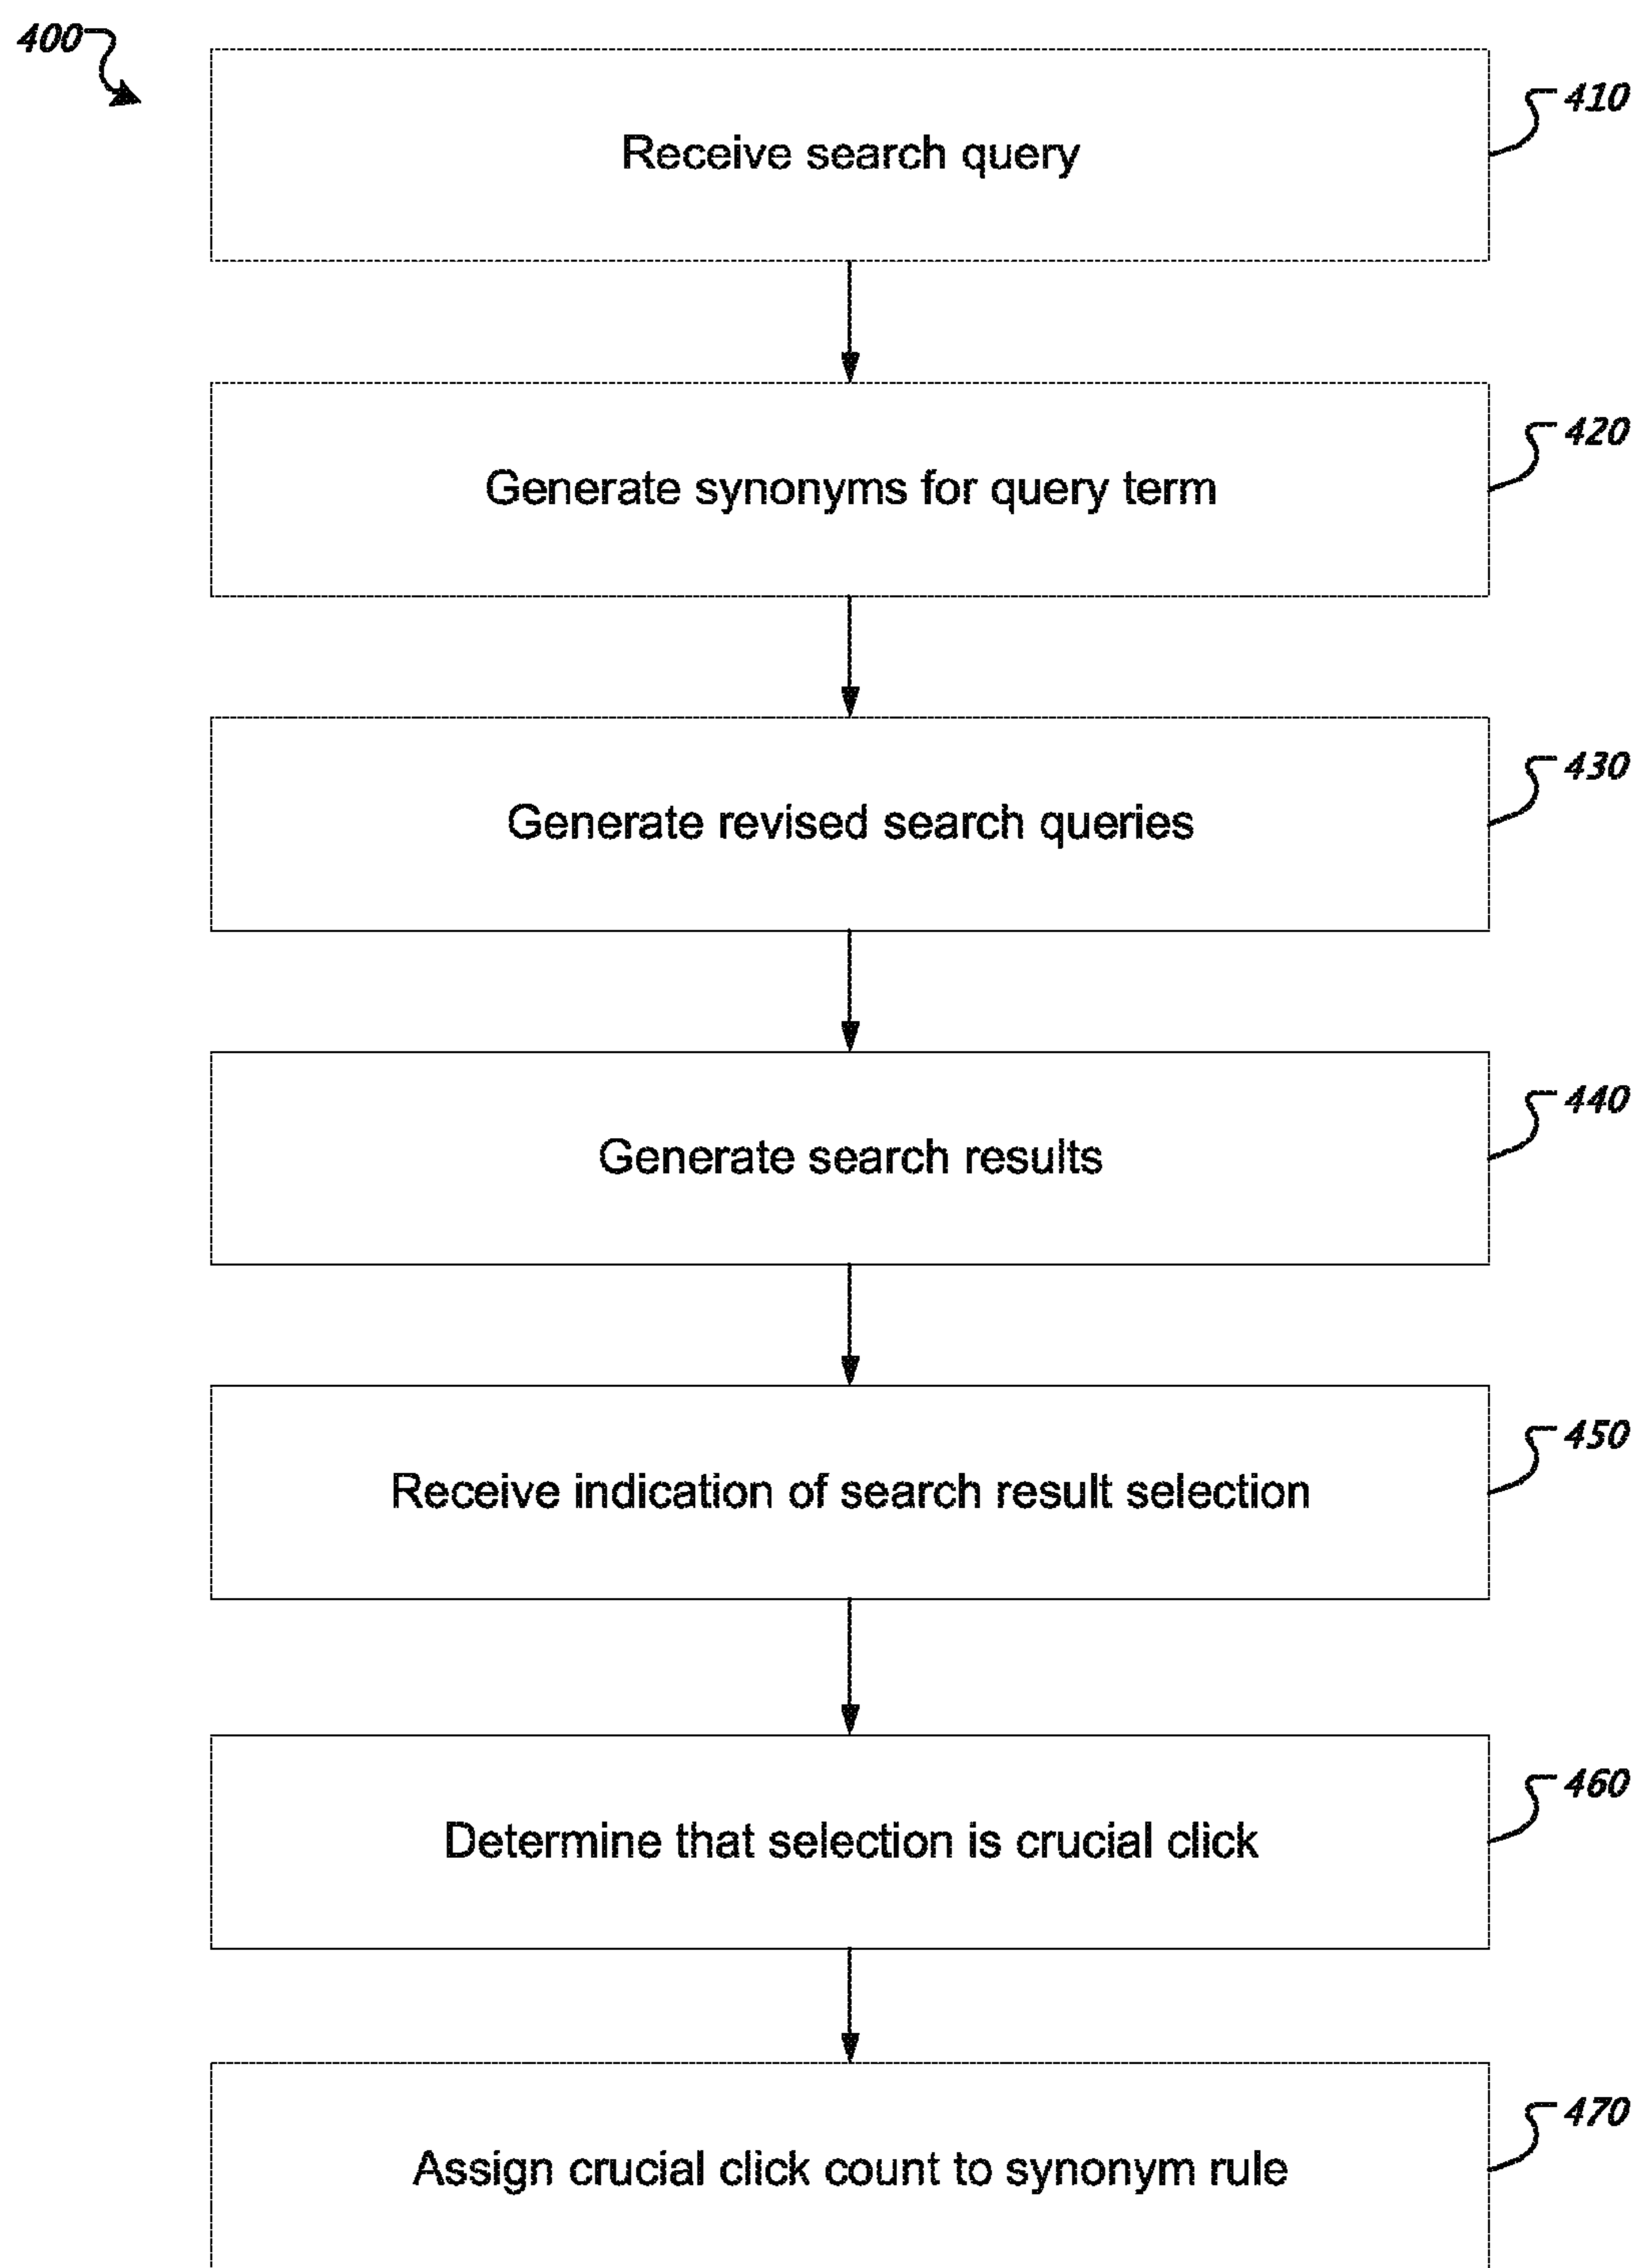 400
Receive search query
410
Generate synonyms for query term
420
Generate revised search queries
430
Generate search results
440
Receive indication of search result selection
450
Determine that selection is crucial click
460
Assign crucial click count to synonym rule
470